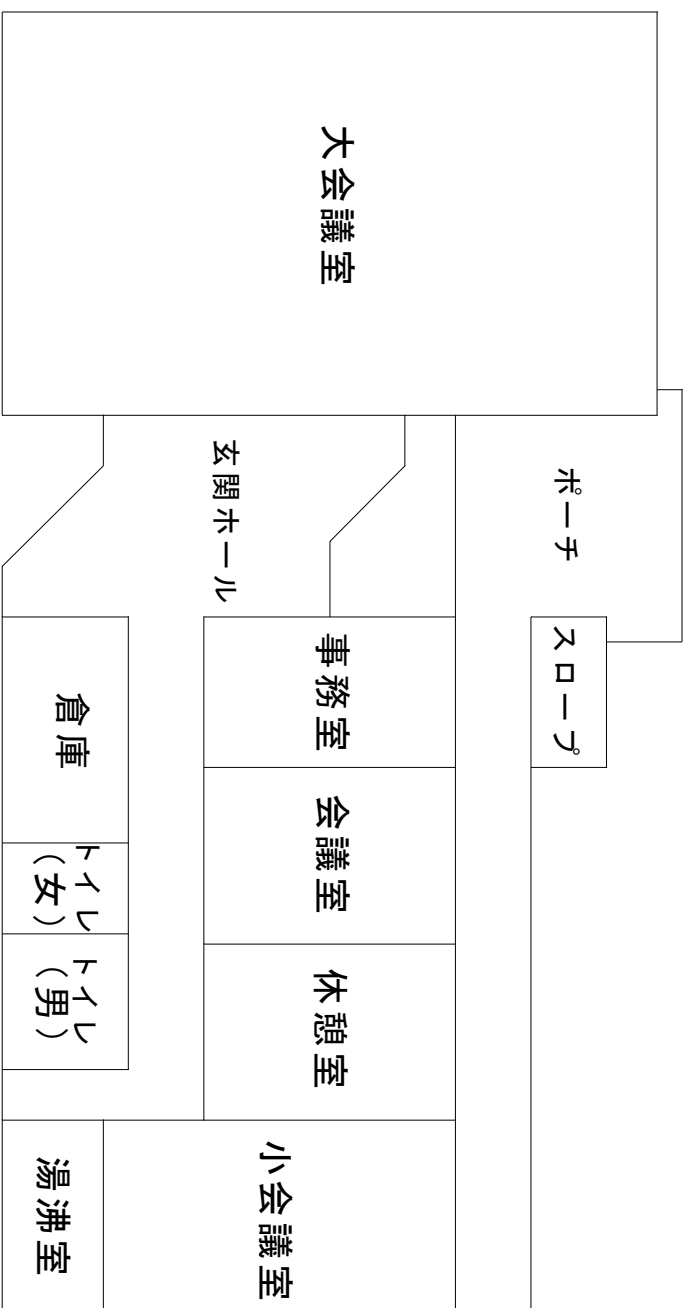 大会議室
玄関ホール
ポーチ
スロープ
事務室
会議室
休憩室
小会議室
倉庫
トイレ
（女）
トイレ
（男）
湯沸室